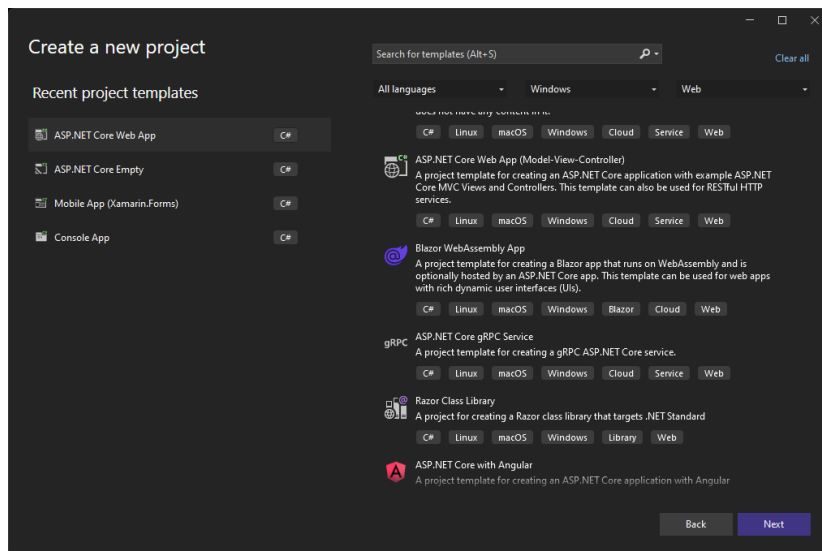 Create a new project
Recent project templates
ASP.NET Core Web App C#
ASP.NET Core Empty C#
Mobile App (Xamarin.Forms) C#
Console App C#
Search for templates (Alt+S)
Clear all
All languages Windows Web
does not have any content in it.
C# Linux macOS Windows Cloud Service Web
C#
ASP.NET Core Web App (Model-View-Controller)
A project template for creating an ASP.NET Core application with example ASP.NET
Core MVC Views and Controllers. This template can also be used for RESTful HTTP
services.
C# Linux macOS Windows Cloud Service Web
Blazor WebAssembly App
A project template for creating a Blazor app that runs on WebAssembly and is
optionally hosted by an ASP.NET Core app. This template can be used for web apps
with rich dynamic user interfaces (UIs).
C# Linux macOS Windows Blazor Cloud Web
gRPC
ASP.NET Core gRPC Service
A project template for creating a gRPC ASP.NET Core service.
C# Linux macOS Windows Cloud Service Web
Razor Class Library
A project for creating a Razor class library that targets .NET Standard
C# Linux macOS Windows Library Web
ASP.NET Core with Angular
A project template for creating an ASP.NET Core application with Angular
Back Next